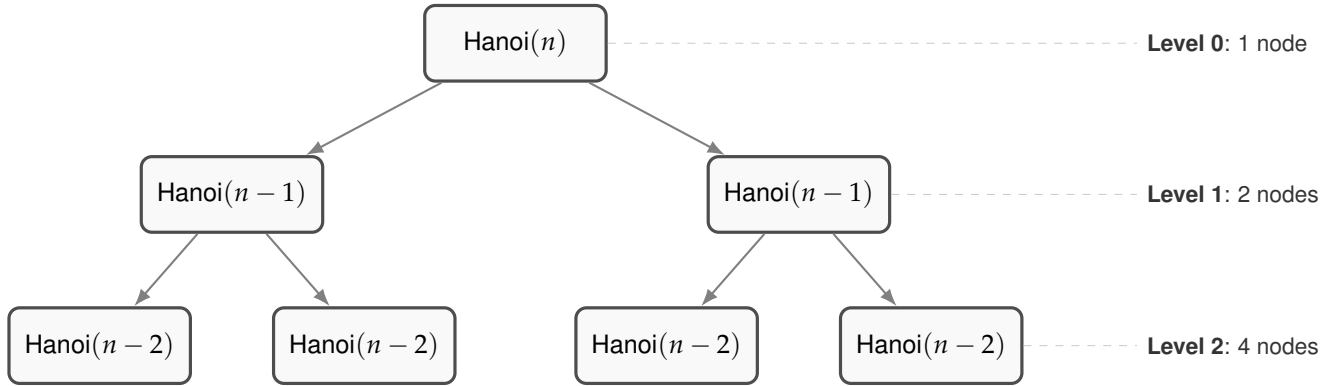 Hanoi(n) Level 0: 1 node
Hanoi(n − 1) Hanoi(n − 1) Level 1: 2 nodes
Hanoi(n − 2) Hanoi(n − 2) Hanoi(n − 2) Hanoi(n − 2) Level 2: 4 nodes